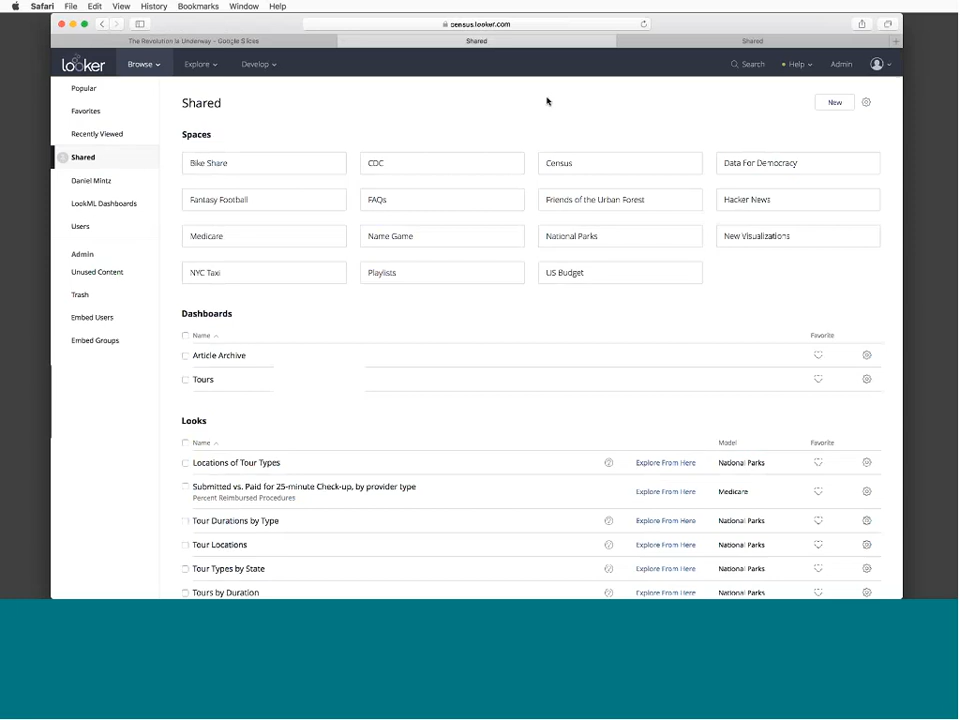 Safari File Edit View History Bookmarks Window Help
census.looker.com
The Revolution Is Underway – Google Slides
Shared
Shared
looker Browse Explore Develop Search Help Admin
Popular
Favorites
Recently Viewed
Shared
Daniel Mintz
LookML Dashboards
Users
Admin
Unused Content
Trash
Embed Users
Embed Groups
Shared
New
Spaces
Bike Share
CDC
Census
Data For Democracy
Fantasy Football
FAQs
Friends of the Urban Forest
Hacker News
Medicare
Name Game
National Parks
New Visualizations
NYC Taxi
Playlists
US Budget
Dashboards
Name Favorite
Article Archive
Tours
Looks
Name Model Favorite
Locations of Tour Types Explore From Here National Parks
Submitted vs. Paid for 25-minute Check-up, by provider type
Percent Reimbursed Procedures
Explore From Here Medicare
Tour Durations by Type Explore From Here National Parks
Tour Locations Explore From Here National Parks
Tour Types by State Explore From Here National Parks
Tours by Duration Explore From Here National Parks